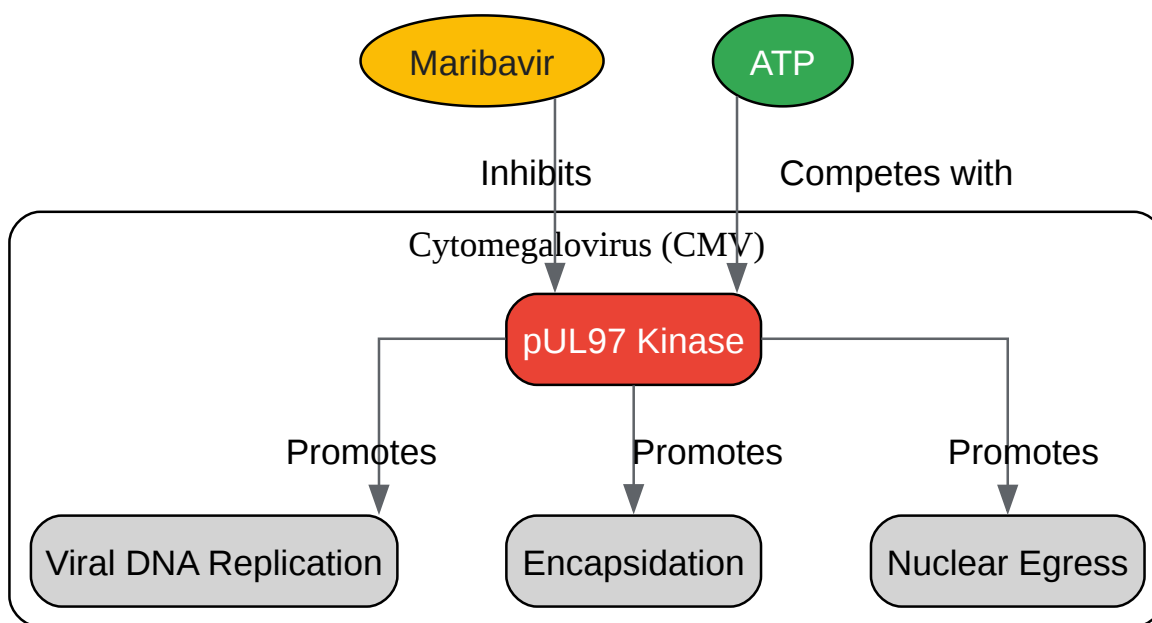 Maribavir
ATP
Inhibits
Competes with
Cytomegalovirus (CMV)
pUL97 Kinase
Promotes
Promotes
Promotes
Viral DNA Replication
Encapsidation
Nuclear Egress